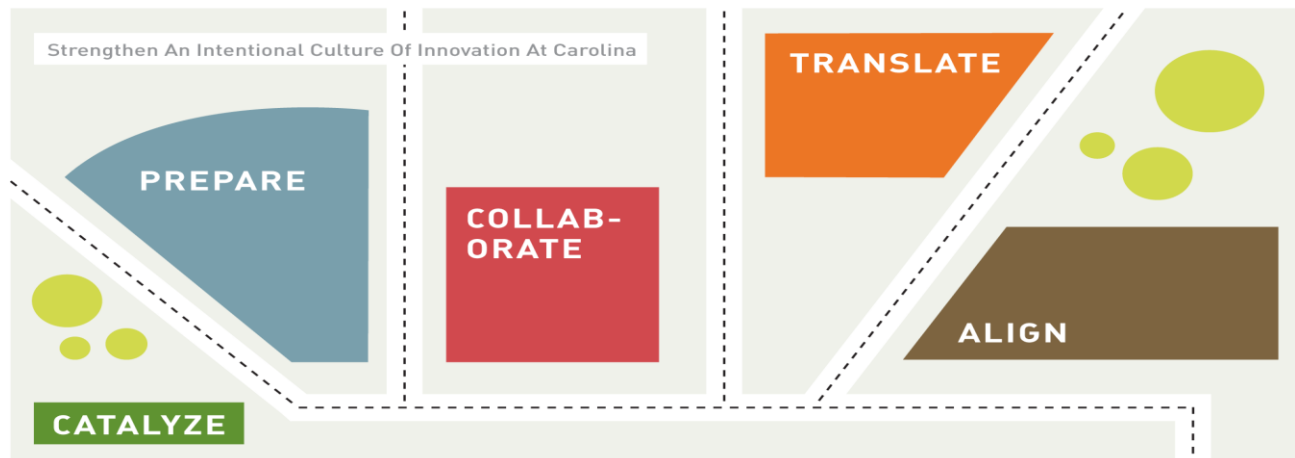 Strengthen An Intentional Culture Of Innovation At Carolina
TRANSLATE
PREPARE
COLLAB-
ORATE
ALIGN
CATALYZE